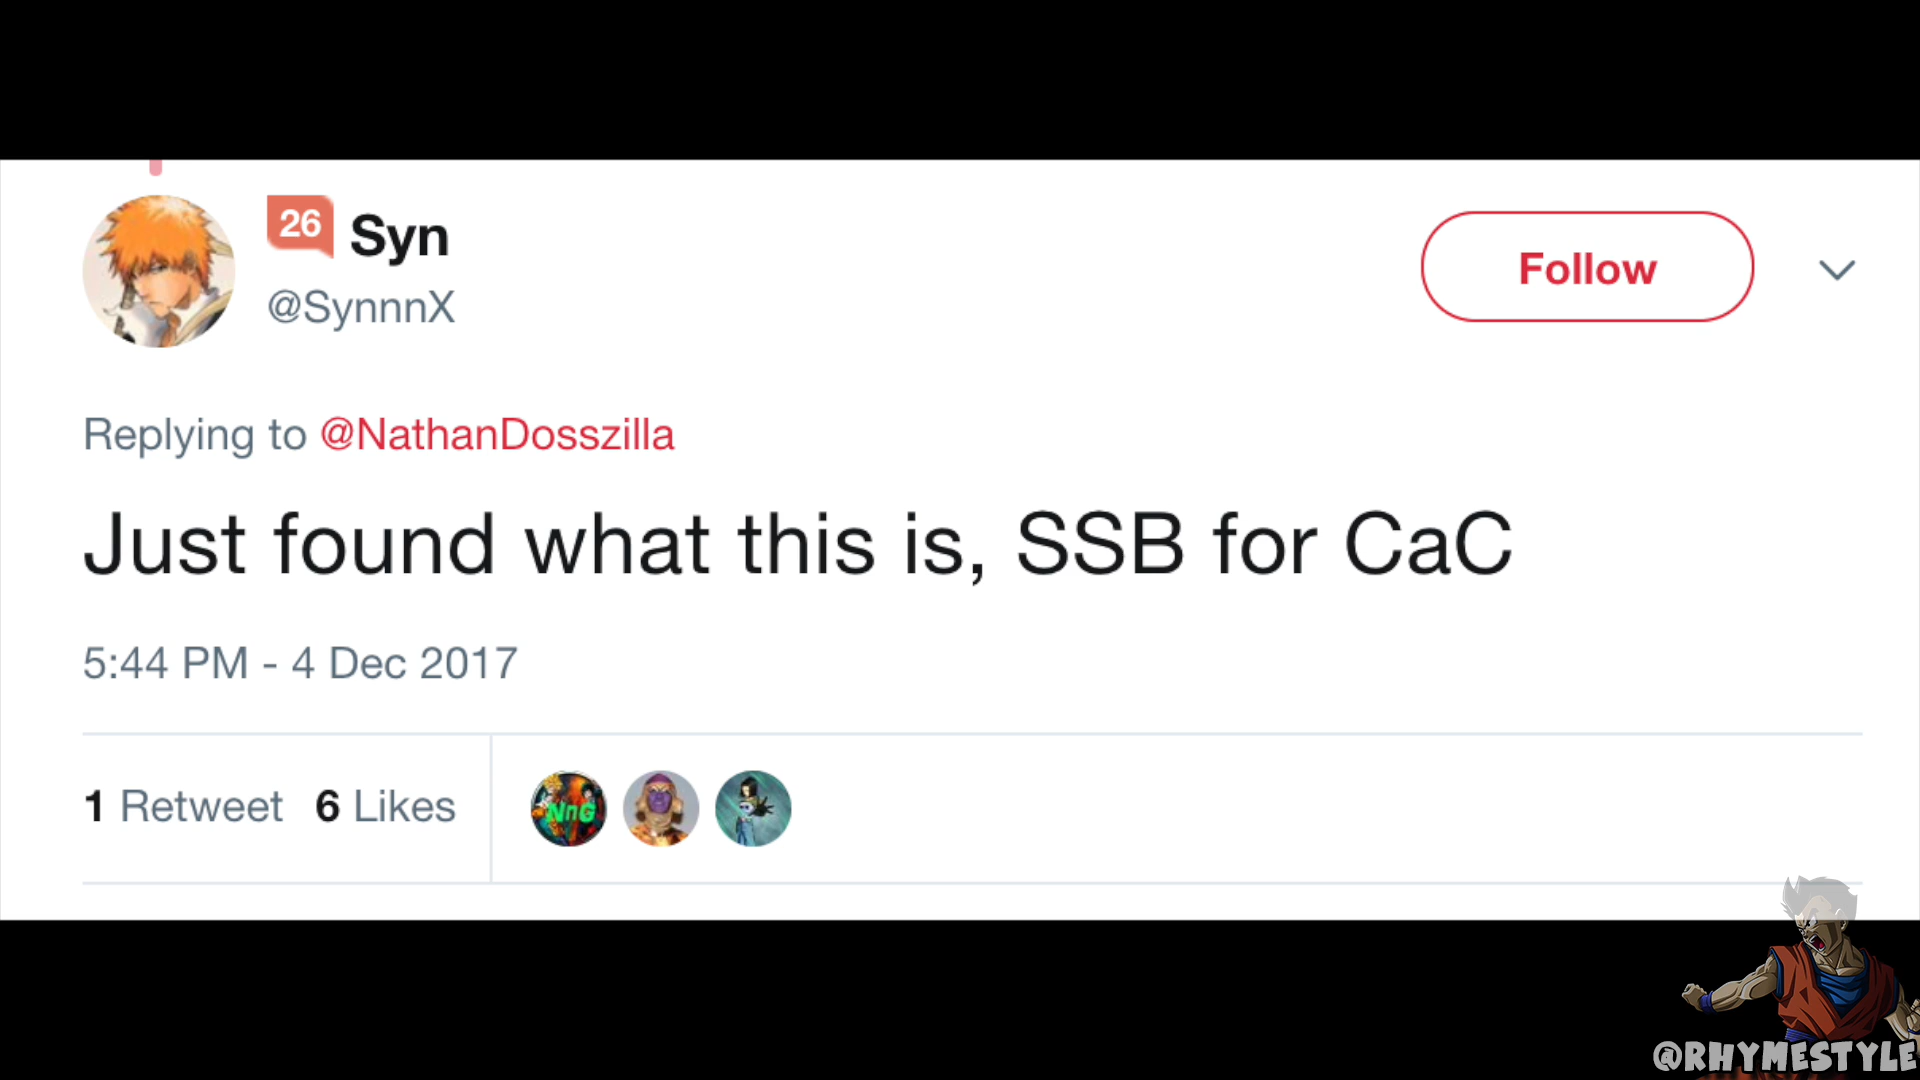 26 Syn
@SynnnX
Follow
Replying to @NathanDosszilla
Just found what this is, SSB for CaC
5:44 PM - 4 Dec 2017
1 Retweet 6 Likes
NnG
@RHYMESTYLE